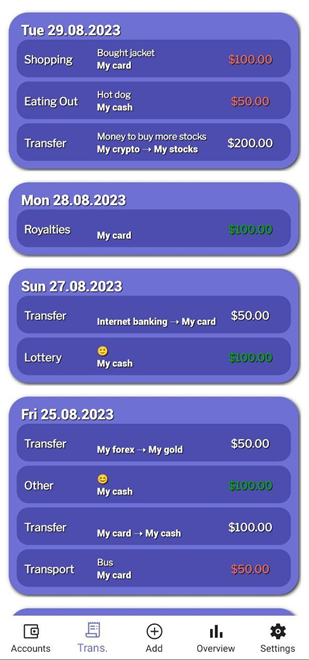 Tue 29.08.2023
Shopping
Bought jacket
My card
$100.00
Eating Out
Hot dog
My cash
$50.00
Transfer
Money to buy more stocks
My crypto → My stocks
$200.00
Mon 28.08.2023
Royalties
My card
$100.00
Sun 27.08.2023
Transfer
Internet banking → My card
$50.00
Lottery
😊
My cash
$100.00
Fri 25.08.2023
Transfer
My forex → My gold
$50.00
Other
😊
My cash
$100.00
Transfer
My card → My cash
$100.00
Transport
Bus
My card
$50.00
Accounts
Trans.
Add
Overview
Settings